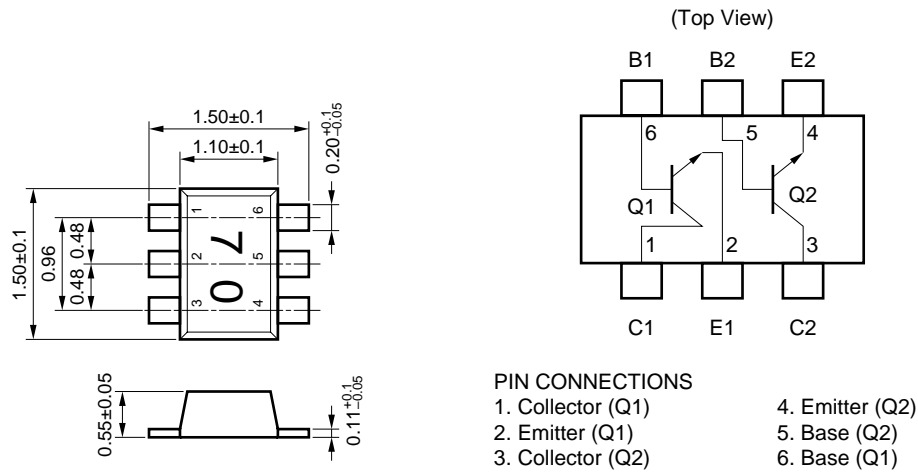 (Top View)
B1 B2 E2
6 5 4
Q1 Q2
1 2 3
C1 E1 C2
1.50±0.1
1.10±0.1
0.20+0.1−0.05
1.50±0.1
0.96
0.48
0.48
1 6
2 5
3 4
7 0
0.55±0.05
0.11+0.1−0.05
PIN CONNECTIONS
1. Collector (Q1)
2. Emitter (Q1)
3. Collector (Q2)
4. Emitter (Q2)
5. Base (Q2)
6. Base (Q1)